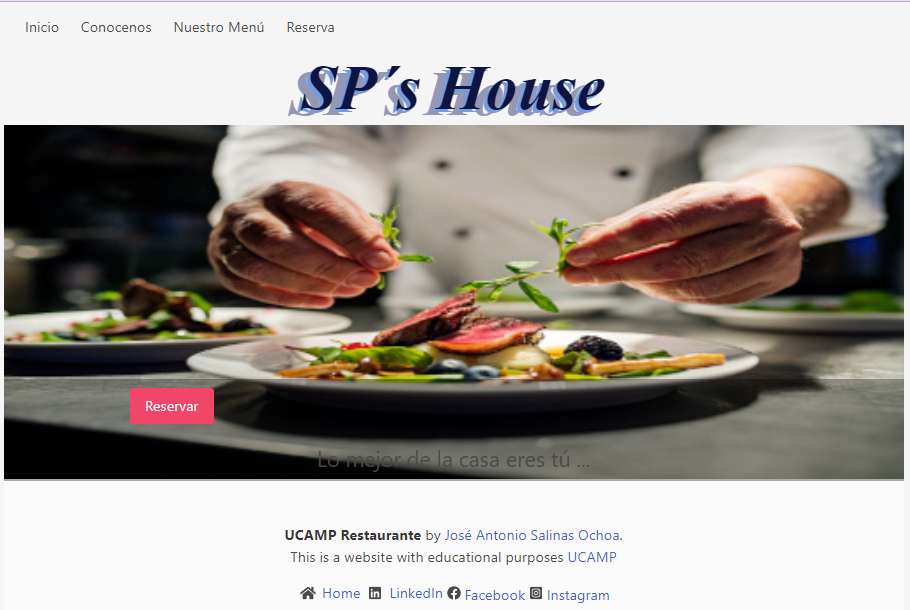 Inicio Conocenos Nuestro Menú Reserva
SP´s House
Reservar
Lo mejor de la casa eres tú ...
UCAMP Restaurante by José Antonio Salinas Ochoa.
This is a website with educational purposes UCAMP
Home LinkedIn Facebook Instagram